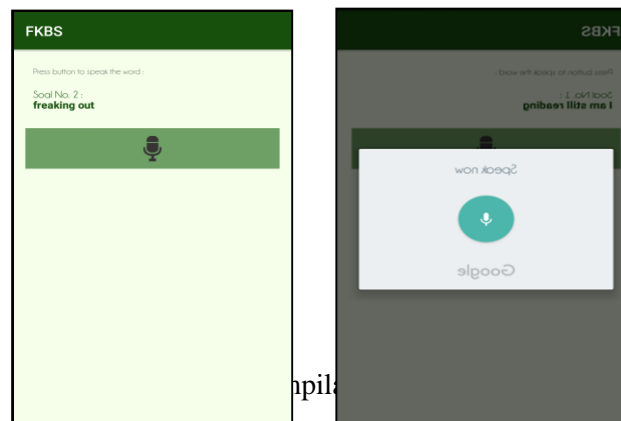 FKBS
Press button to speak the word :
Soal No. 2 :
freaking out
FKBS
Press button to speak the word :
Soal No. 1 :
I am still reading
Speak now
Google